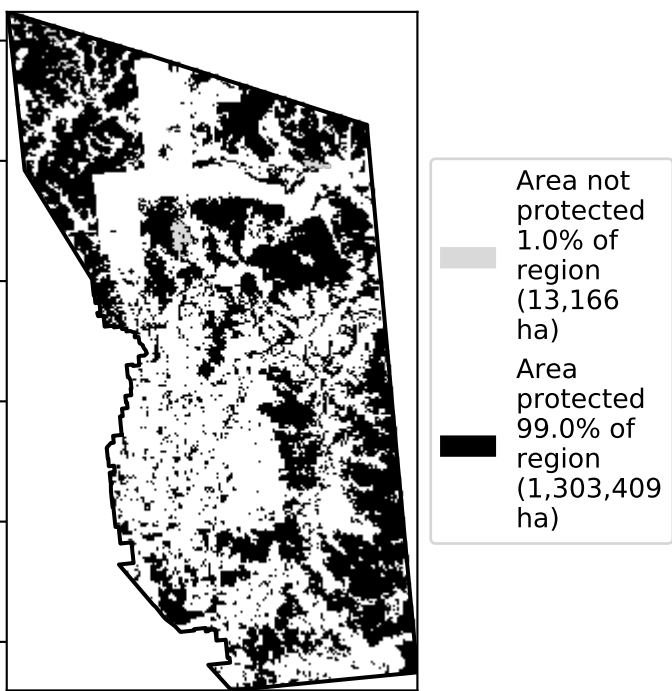 Area not
protected
1.0% of
region
(13,166
ha)
Area
protected
99.0% of
region
(1,303,409
ha)